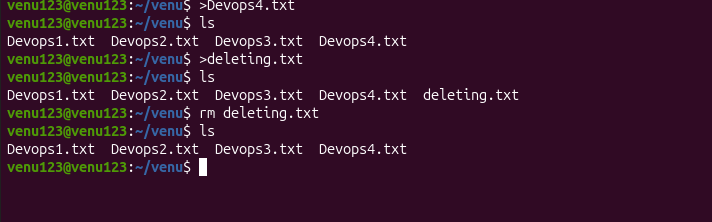 venu123@venu123:~/venu$ >Devops4.txt
venu123@venu123:~/venu$ ls
Devops1.txt  Devops2.txt  Devops3.txt  Devops4.txt
venu123@venu123:~/venu$ >deleting.txt
venu123@venu123:~/venu$ ls
Devops1.txt  Devops2.txt  Devops3.txt  Devops4.txt  deleting.txt
venu123@venu123:~/venu$ rm deleting.txt
venu123@venu123:~/venu$ ls
Devops1.txt  Devops2.txt  Devops3.txt  Devops4.txt
venu123@venu123:~/venu$